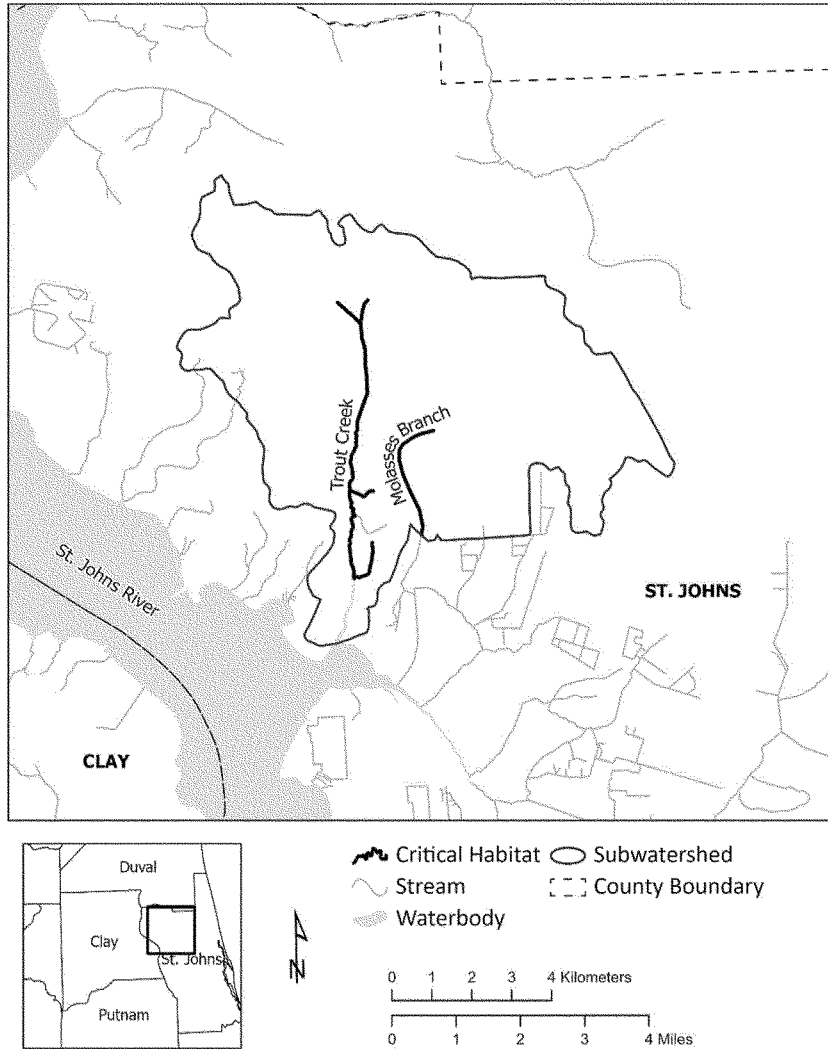 Trout Creek
Molasses Branch
St. Johns River
ST. JOHNS
CLAY
Duval
Clay
St. Johns
Putnam
N
Critical Habitat
Subwatershed
Stream
County Boundary
Waterbody
0 1 2 3 4 Kilometers
0 1 2 3 4 Miles